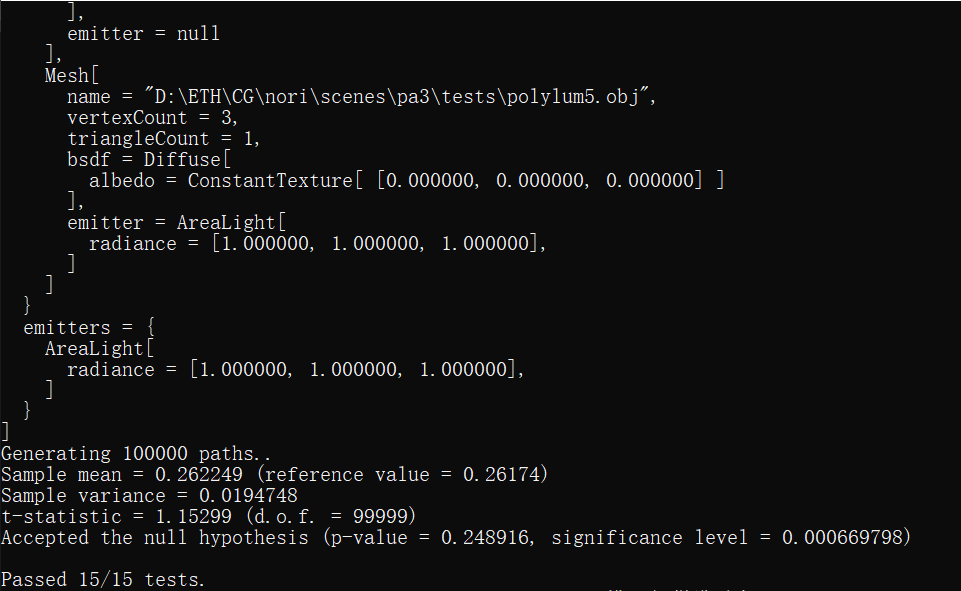 ],
emitter = null
],
Mesh[
name = "D:\ETH\CG\nori\scenes\pa3\tests\polylum5.obj",
vertexCount = 3,
triangleCount = 1,
bsdf = Diffuse[
albedo = ConstantTexture[ [0.000000, 0.000000, 0.000000] ]
],
emitter = AreaLight[
radiance = [1.000000, 1.000000, 1.000000],
]
]
}
emitters = {
AreaLight[
radiance = [1.000000, 1.000000, 1.000000],
]
}
]
Generating 100000 paths..
Sample mean = 0.262249 (reference value = 0.26174)
Sample variance = 0.0194748
t-statistic = 1.15299 (d.o.f. = 99999)
Accepted the null hypothesis (p-value = 0.248916, significance level = 0.000669798)
Passed 15/15 tests.